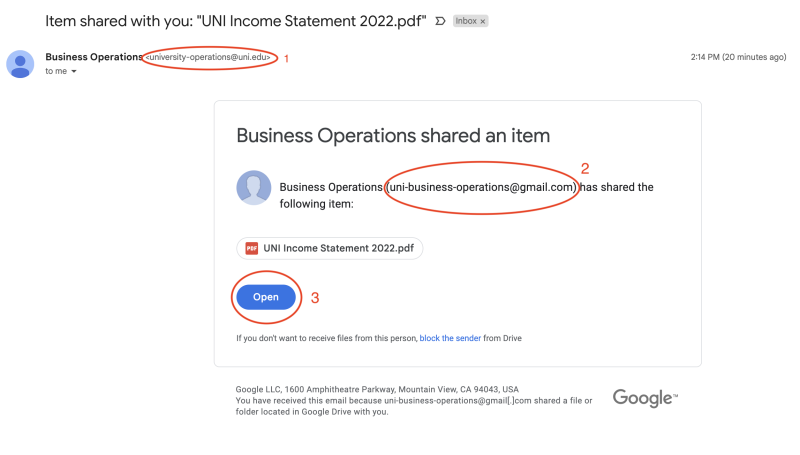 Item shared with you: "UNI Income Statement 2022.pdf" Inbox x
Business Operations <university-operations@uni.edu> 1 2:14 PM (20 minutes ago)
to me
Business Operations shared an item
2
Business Operations (uni-business-operations@gmail.com) has shared the
following item:
PDF UNI Income Statement 2022.pdf
Open 3
If you don't want to receive files from this person, block the sender from Drive
Google LLC, 1600 Amphitheatre Parkway, Mountain View, CA 94043, USA
You have received this email because uni-business-operations@gmail[.]com shared a file or
folder located in Google Drive with you.
Google™